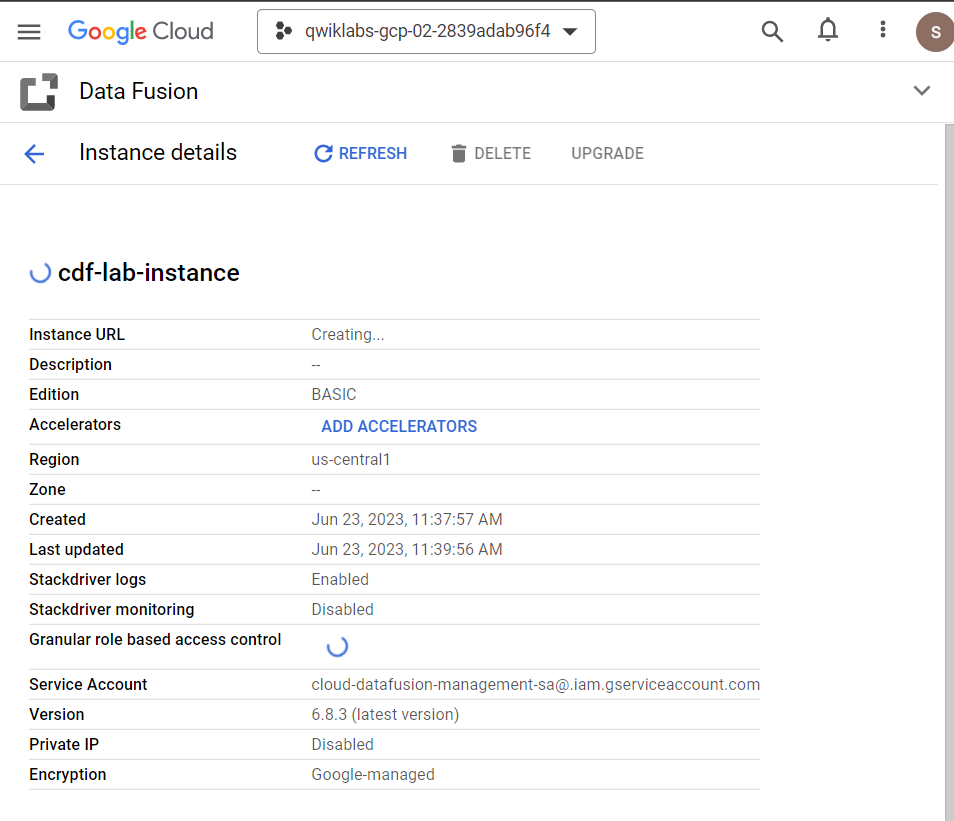 Google Cloud qwiklabs-gcp-02-2839adab96f4 S
Data Fusion
Instance details REFRESH DELETE UPGRADE
cdf-lab-instance
Instance URL Creating...
Description --
Edition BASIC
Accelerators ADD ACCELERATORS
Region us-central1
Zone --
Created Jun 23, 2023, 11:37:57 AM
Last updated Jun 23, 2023, 11:39:56 AM
Stackdriver logs Enabled
Stackdriver monitoring Disabled
Granular role based access control
Service Account cloud-datafusion-management-sa@.iam.gserviceaccount.com
Version 6.8.3 (latest version)
Private IP Disabled
Encryption Google-managed